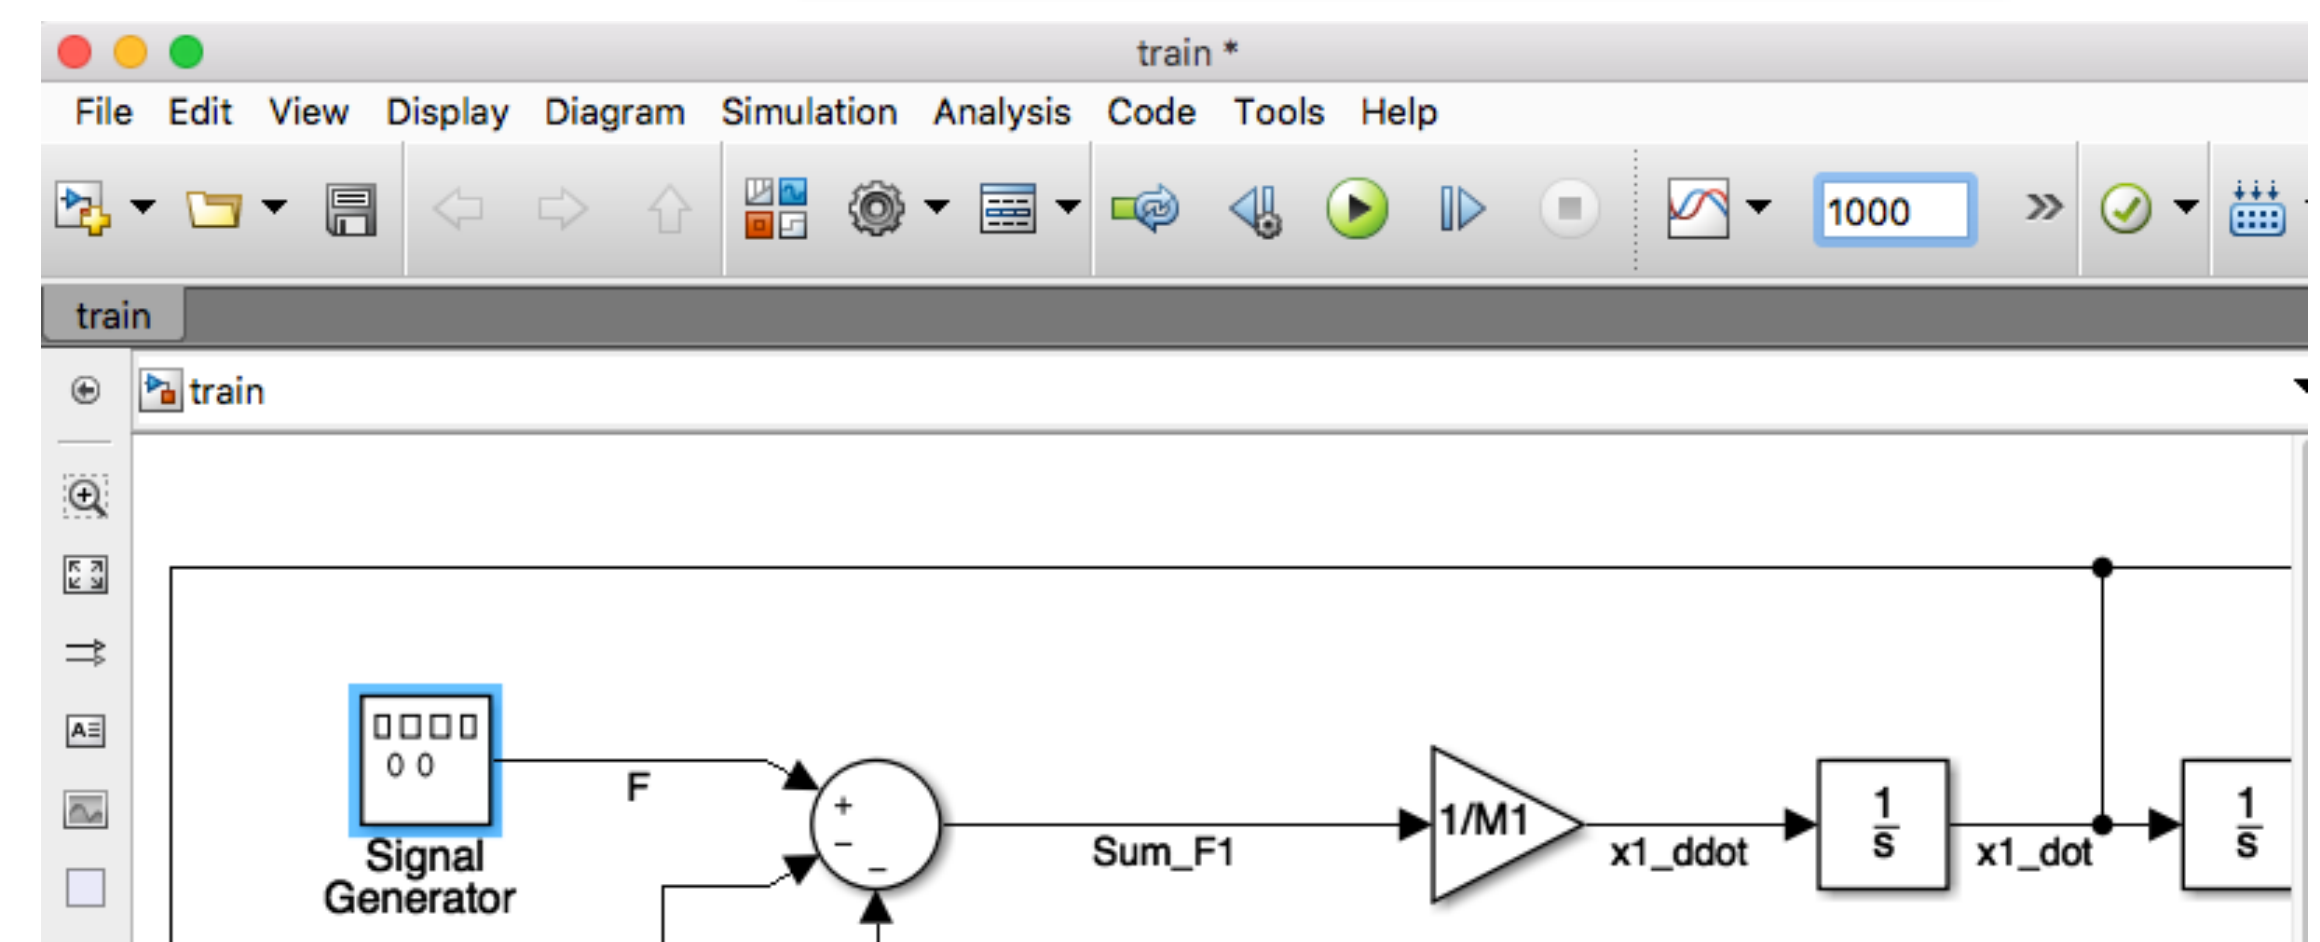 train *
File Edit View Display Diagram Simulation Analysis Code Tools Help
1000
train
train
F
+
−
−
Signal
Generator
Sum_F1
1/M1
x1_ddot
1
s
x1_dot
1
s